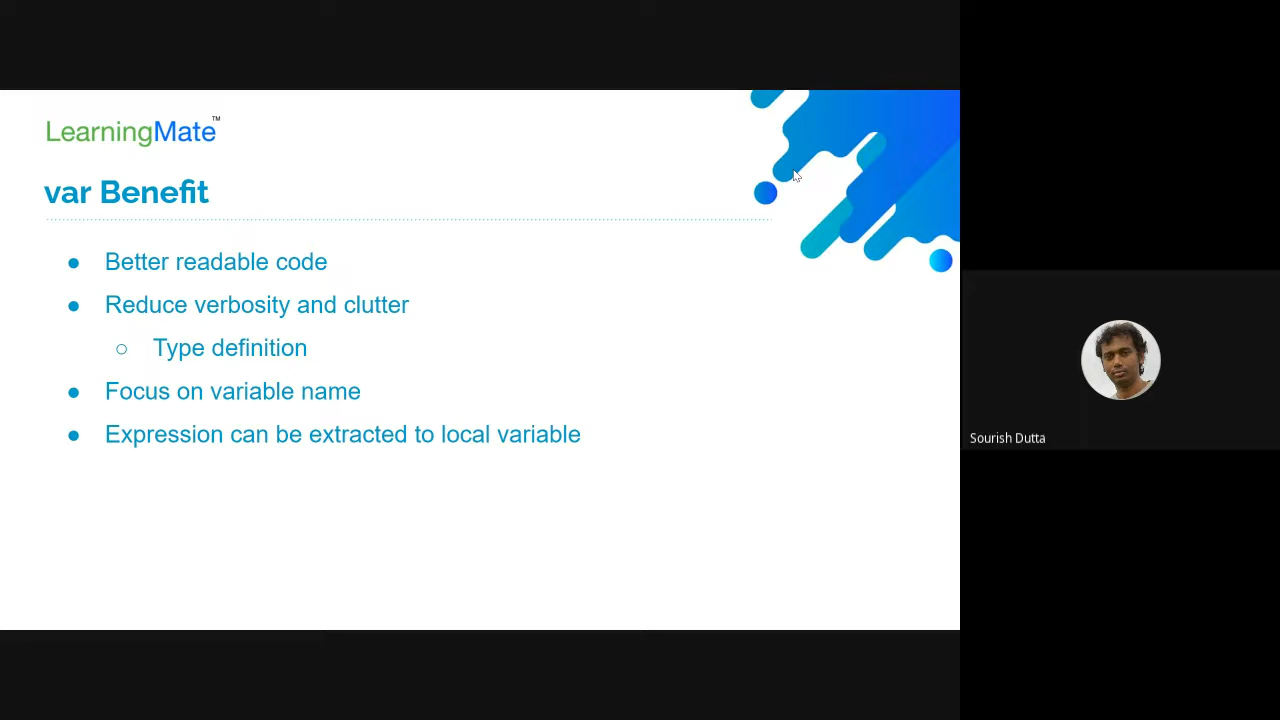 LearningMate™
var Benefit
● Better readable code
● Reduce verbosity and clutter
○ Type definition
● Focus on variable name
● Expression can be extracted to local variable
Sourish Dutta